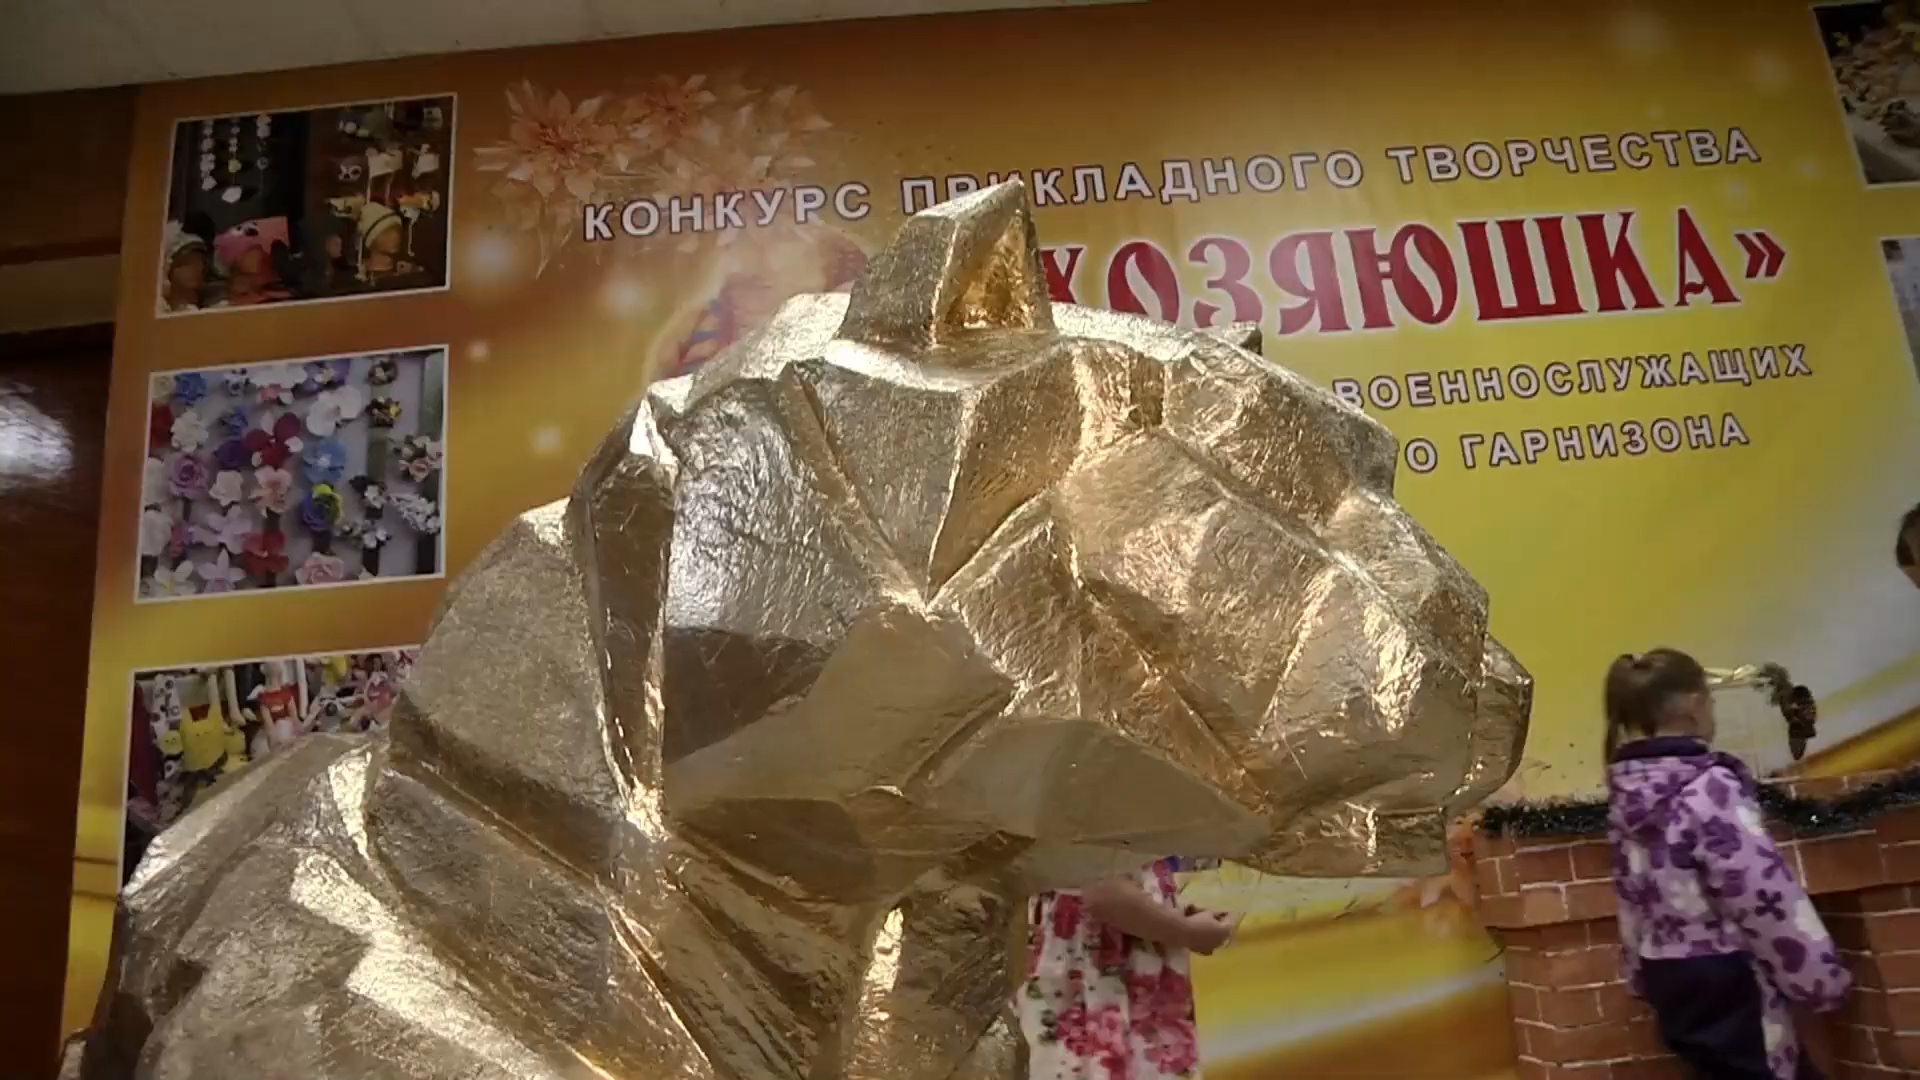 КОНКУРС ПРИКЛАДНОГО ТВОРЧЕСТВА
ХОЗЯЮШКА»
ВОЕННОСЛУЖАЩИХ
О ГАРНИЗОНА